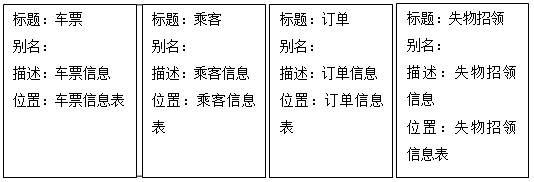 标题：车票
别名：
描述：车票信息
位置：车票信息表
标题：乘客
别名：
描述：乘客信息
位置：乘客信息
表
标题：订单
别名：
描述：订单信息
位置：订单信息
表
标题：失物招领
别名：
描述：失物招领
信息
位置：失物招领
信息表